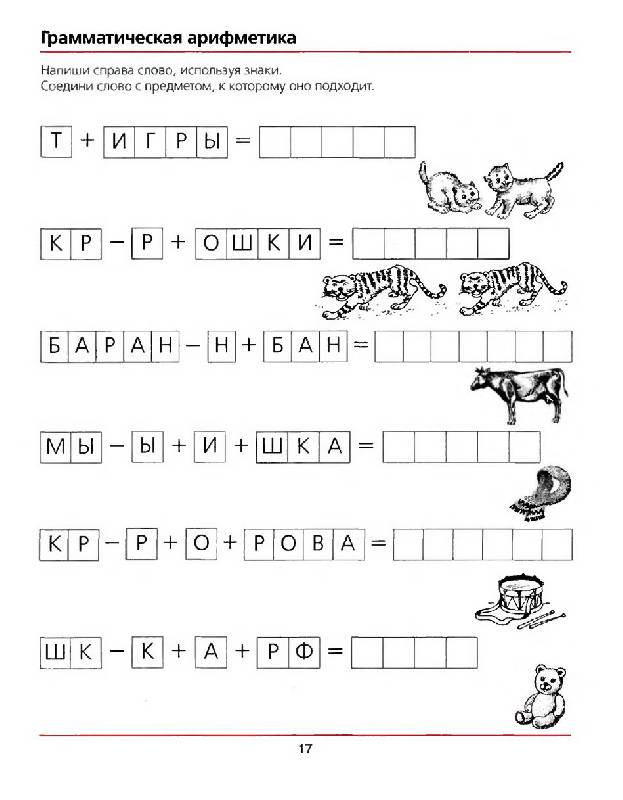 Грамматическая арифметика
Напиши справа слово, используя знаки.
Соедини слово с предметом, к которому оно подходит.
Т + ИГРЫ =
КР − Р + ОШКИ =
БАРАН − Н + БАН =
МЫ − Ы + И + ШКА =
КР − Р + О + РОВА =
ШК − К + А + РФ =
17